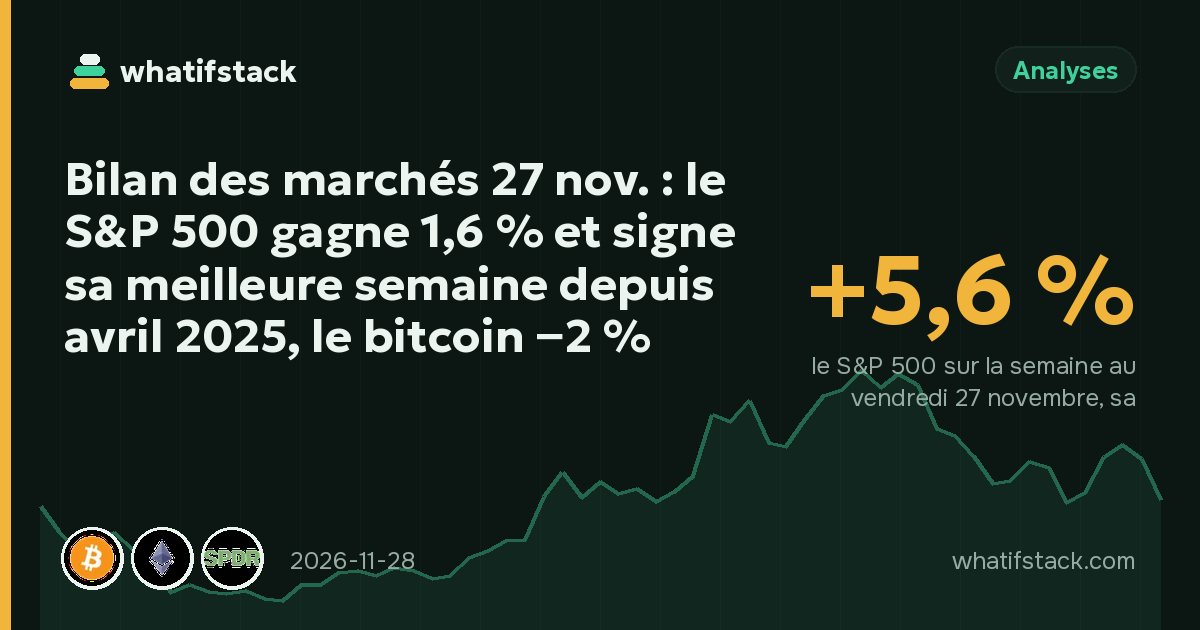 whatifstack
Analyses
Bilan des marchés 27 nov. : le
S&P 500 gagne 1,6 % et signe
sa meilleure semaine depuis
avril 2025, le bitcoin −2 %
+5,6 %
le S&P 500 sur la semaine au
vendredi 27 novembre, sa
SPDR
2026-11-28
whatifstack.com